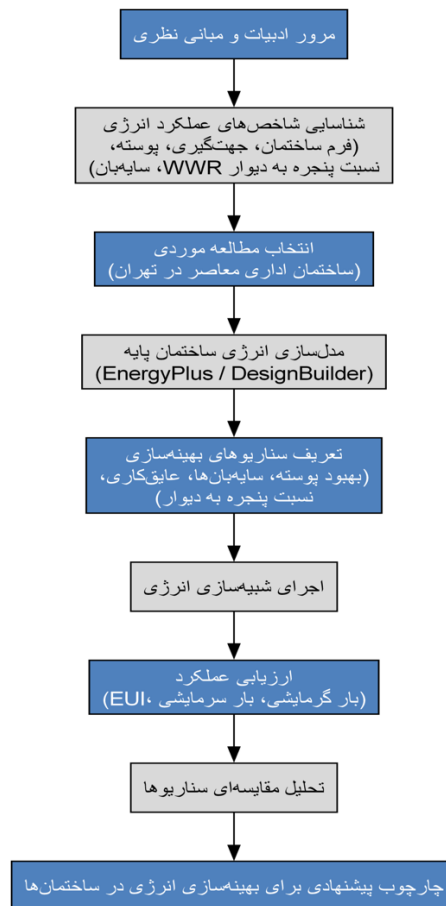 مرور ادبیات و مبانی نظری
شناسایی شاخص‌های عملکرد انرژی
(فرم ساختمان، جهت‌گیری، پوسته،
نسبت پنجره به دیوار WWR، سایه‌بان)
انتخاب مطالعه موردی
(ساختمان اداری معاصر در تهران)
مدل‌سازی انرژی ساختمان پایه
(EnergyPlus / DesignBuilder)
تعریف سناریوهای بهینه‌سازی
(بهبود پوسته، سایه‌بان‌ها، عایق‌کاری،
نسبت پنجره به دیوار)
اجرای شبیه‌سازی انرژی
ارزیابی عملکرد
(بار گرمایشی، بار سرمایشی، EUI)
تحلیل مقایسه‌ای سناریوها
چارچوب پیشنهادی برای بهینه‌سازی انرژی در ساختمان‌ها